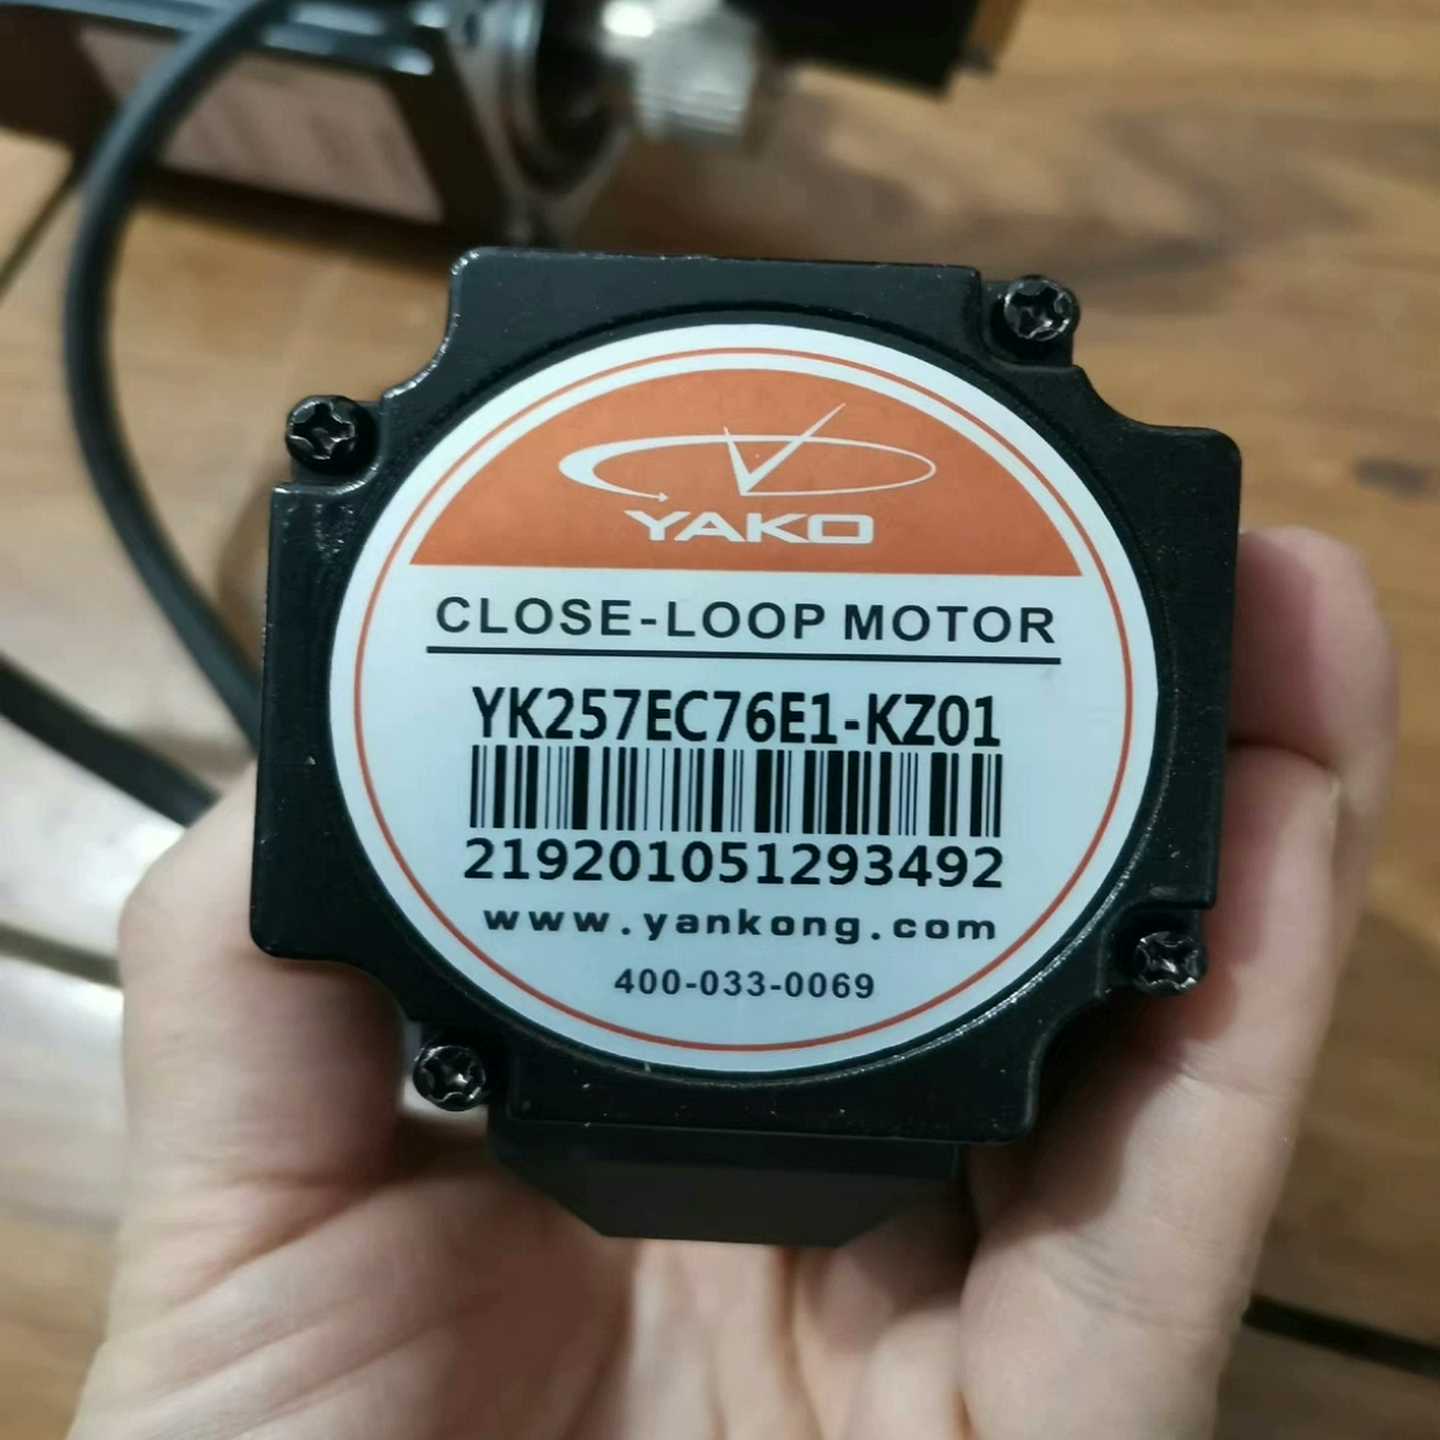 YAKO
CLOSE-LOOP MOTOR
YK257EC76E1-KZ01
219201051293492
www.yankong.com
400-033-0069